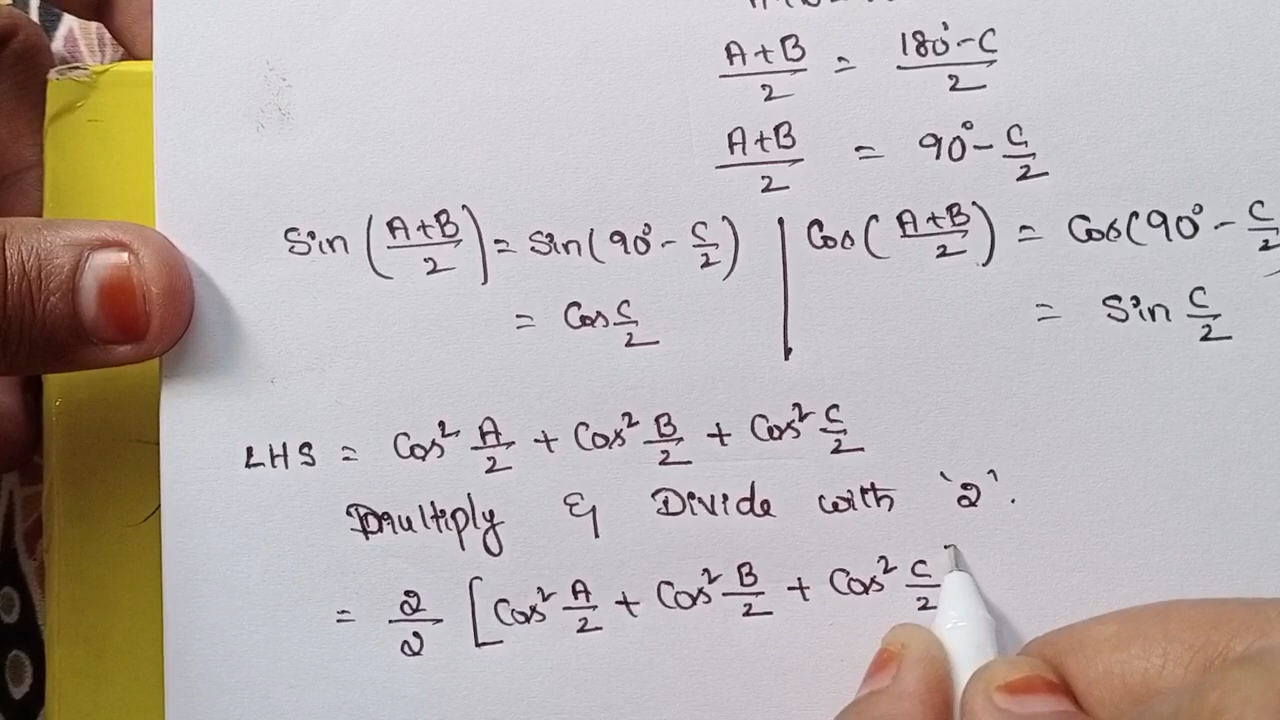 A+B/2 = 180°-C/2
A+B/2 = 90° - C/2
Sin (A+B/2) = Sin(90° - C/2) | Cos(A+B/2) = Cos(90° - C/2
= Cos C/2 = Sin C/2
LHS = Cos² A/2 + Cos² B/2 + Cos² C/2
Multiply & Divide with '2'.
= 2/2 [Cos² A/2 + Cos² B/2 + Cos² C/2